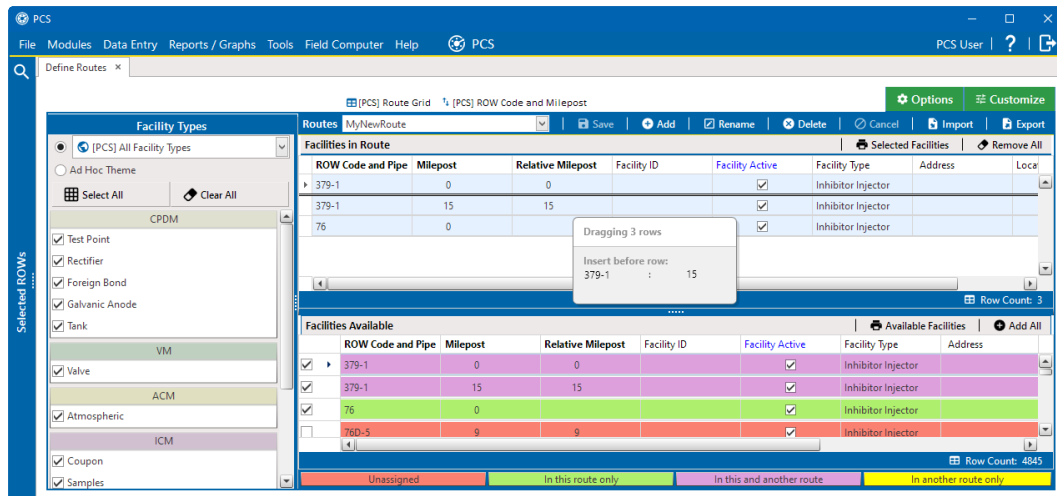 PCS
File Modules Data Entry Reports / Graphs Tools Field Computer Help PCS PCS User ?
Define Routes ×
[PCS] Route Grid [PCS] ROW Code and Milepost Options Customize
Selected ROWs
Facility Types
[PCS] All Facility Types
Ad Hoc Theme
Select All Clear All
CPDM
Test Point
Rectifier
Foreign Bond
Galvanic Anode
Tank
VM
Valve
ACM
Atmospheric
ICM
Coupon
Samples
Routes MyNewRoute Save Add Rename Delete Cancel Import Export
Facilities in Route Selected Facilities Remove All
ROW Code and Pipe Milepost Relative Milepost Facility ID Facility Active Facility Type Address Locat
379-1 0 0 Inhibitor Injector
379-1 15 15 Inhibitor Injector
76 0 Inhibitor Injector
Dragging 3 rows
Insert before row:
379-1 : 15
Row Count: 3
Facilities Available Available Facilities Add All
ROW Code and Pipe Milepost Relative Milepost Facility ID Facility Active Facility Type Address
379-1 0 0 Inhibitor Injector
379-1 15 15 Inhibitor Injector
76 0 Inhibitor Injector
76D-5 9 9 Inhibitor Injector
Row Count: 4845
Unassigned In this route only In this and another route In another route only